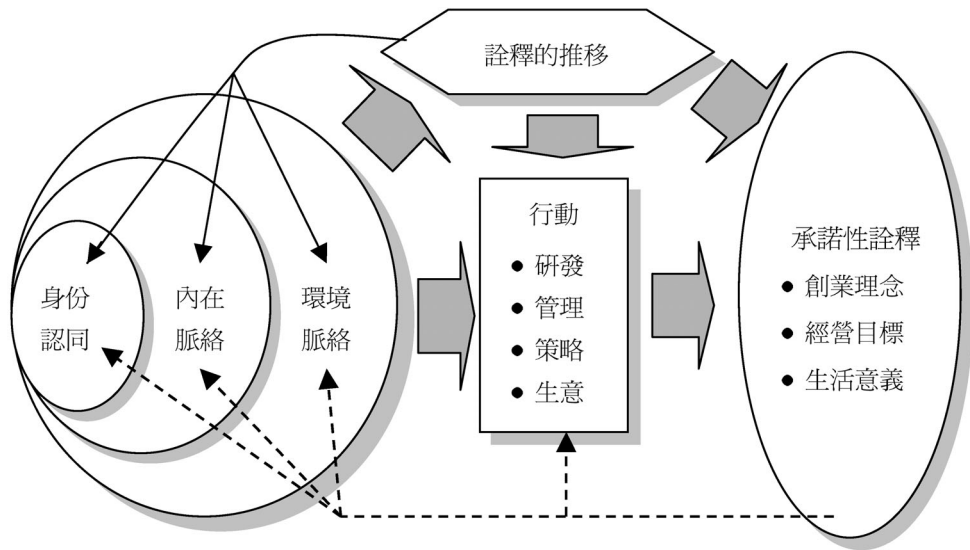 詮釋的推移
身份
認同
內在
脈絡
環境
脈絡
行動
● 研發
● 管理
● 策略
● 生意
承諾性詮釋
● 創業理念
● 經營目標
● 生活意義